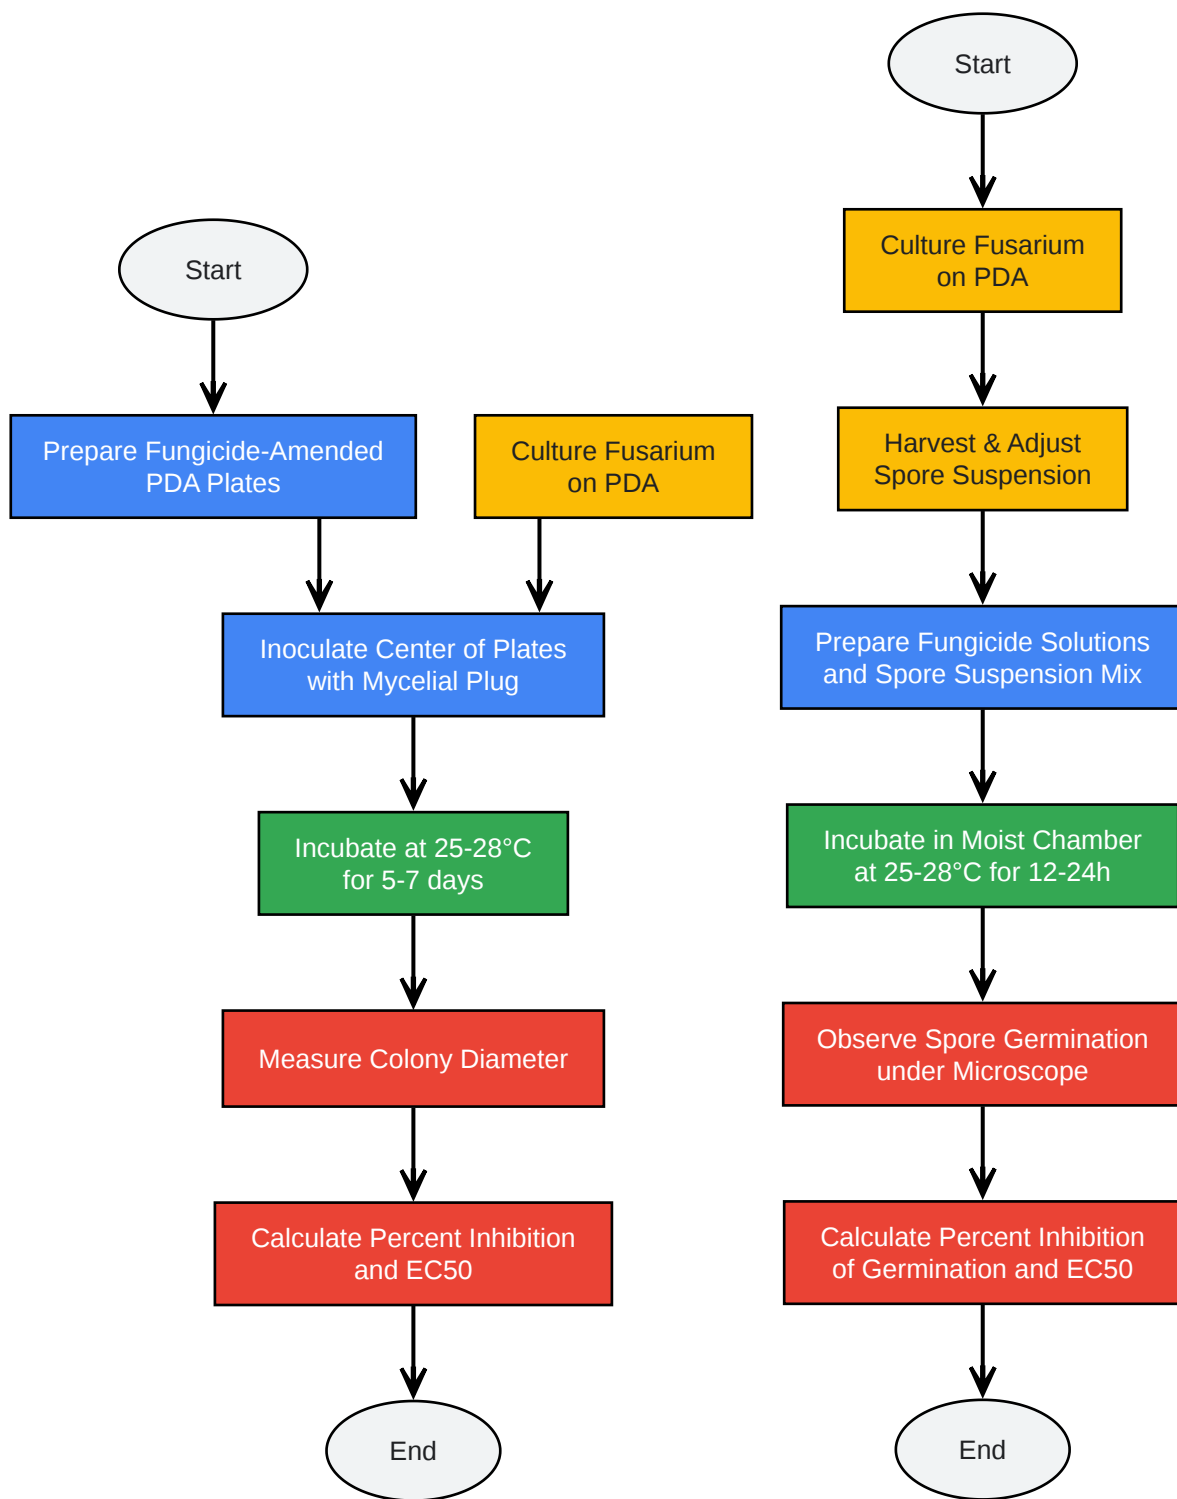 Start
Prepare Fungicide-Amended
PDA Plates
Culture Fusarium
on PDA
Inoculate Center of Plates
with Mycelial Plug
Incubate at 25-28°C
for 5-7 days
Measure Colony Diameter
Calculate Percent Inhibition
and EC50
End
Start
Culture Fusarium
on PDA
Harvest & Adjust
Spore Suspension
Prepare Fungicide Solutions
and Spore Suspension Mix
Incubate in Moist Chamber
at 25-28°C for 12-24h
Observe Spore Germination
under Microscope
Calculate Percent Inhibition
of Germination and EC50
End